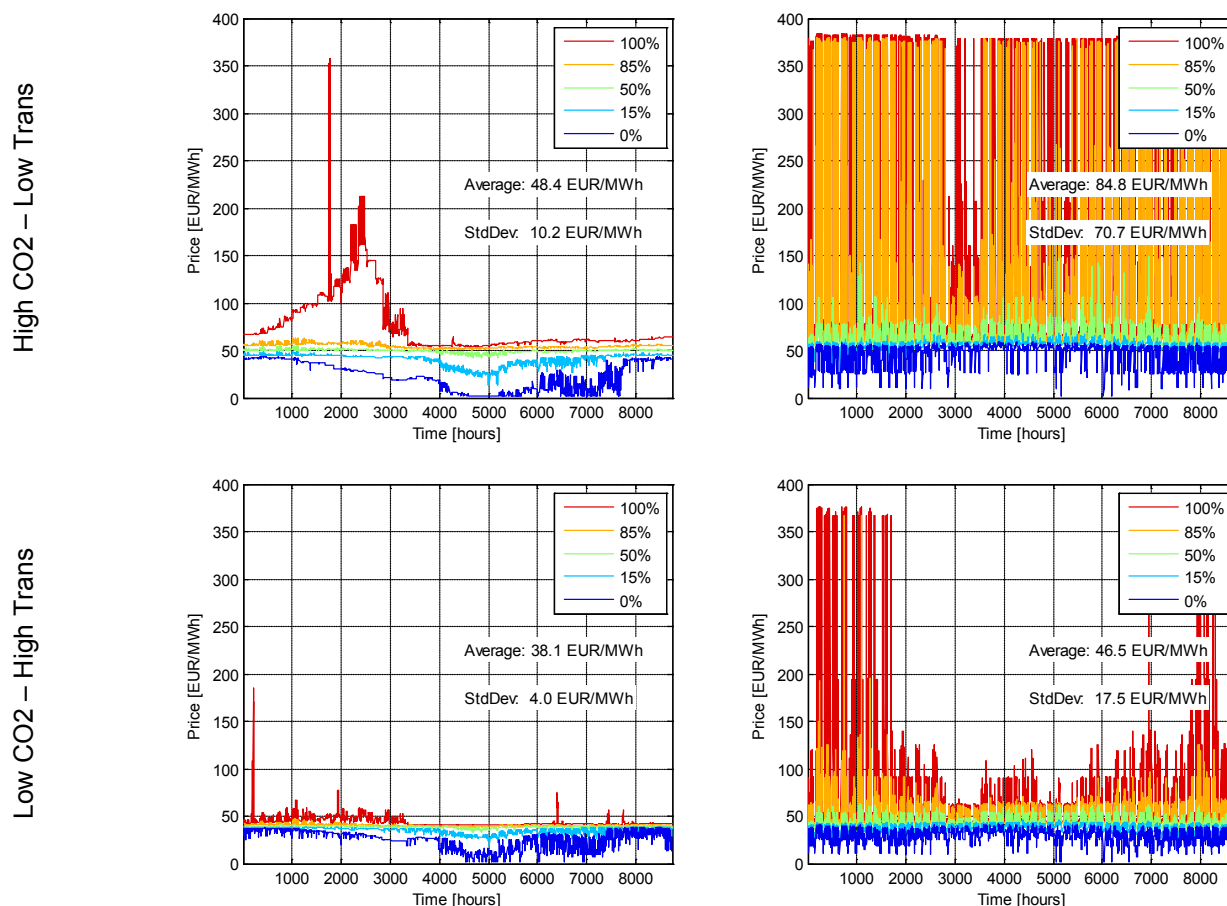 High CO2 – Low Trans
400
350
300
250
200
150
100
50
0
Price [EUR/MWh]
1000 2000 3000 4000 5000 6000 7000 8000
Time [hours]
100%
85%
50%
15%
0%
Average: 48.4 EUR/MWh
StdDev: 10.2 EUR/MWh
400
350
300
250
200
150
100
50
0
Price [EUR/MWh]
1000 2000 3000 4000 5000 6000 7000 8000
Time [hours]
100%
85%
50%
15%
0%
Average: 84.8 EUR/MWh
StdDev: 70.7 EUR/MWh
Low CO2 – High Trans
400
350
300
250
200
150
100
50
0
Price [EUR/MWh]
1000 2000 3000 4000 5000 6000 7000 8000
Time [hours]
100%
85%
50%
15%
0%
Average: 38.1 EUR/MWh
StdDev: 4.0 EUR/MWh
400
350
300
250
200
150
100
50
0
Price [EUR/MWh]
1000 2000 3000 4000 5000 6000 7000 8000
Time [hours]
100%
85%
50%
15%
0%
Average: 46.5 EUR/MWh
StdDev: 17.5 EUR/MWh